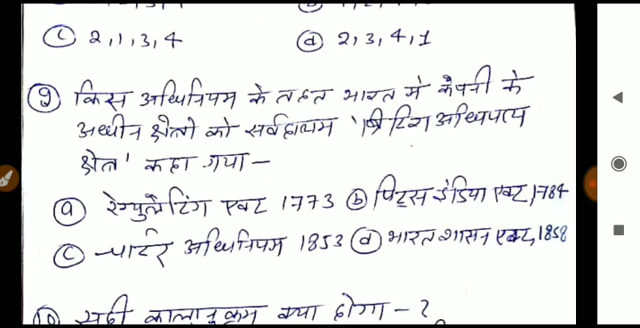 (c) 2,1,3,4 (d) 2,3,4,1
(9) किस अधिनियम के तहत भारत मे कंपनी के
अधीन क्षेत्रो को सर्वप्रथम 'ब्रिटिश अधिपत्य
क्षेत्र' कहा गया -
(a) रेग्युलेटिंग एक्ट 1773 (b) पिट्स इंडिया एक्ट, 1784
(c) चार्टर अधिनियम 1853 (d) भारत शासन एक्ट, 1858
(10) सही कालानुक्रम क्या होगा - ?